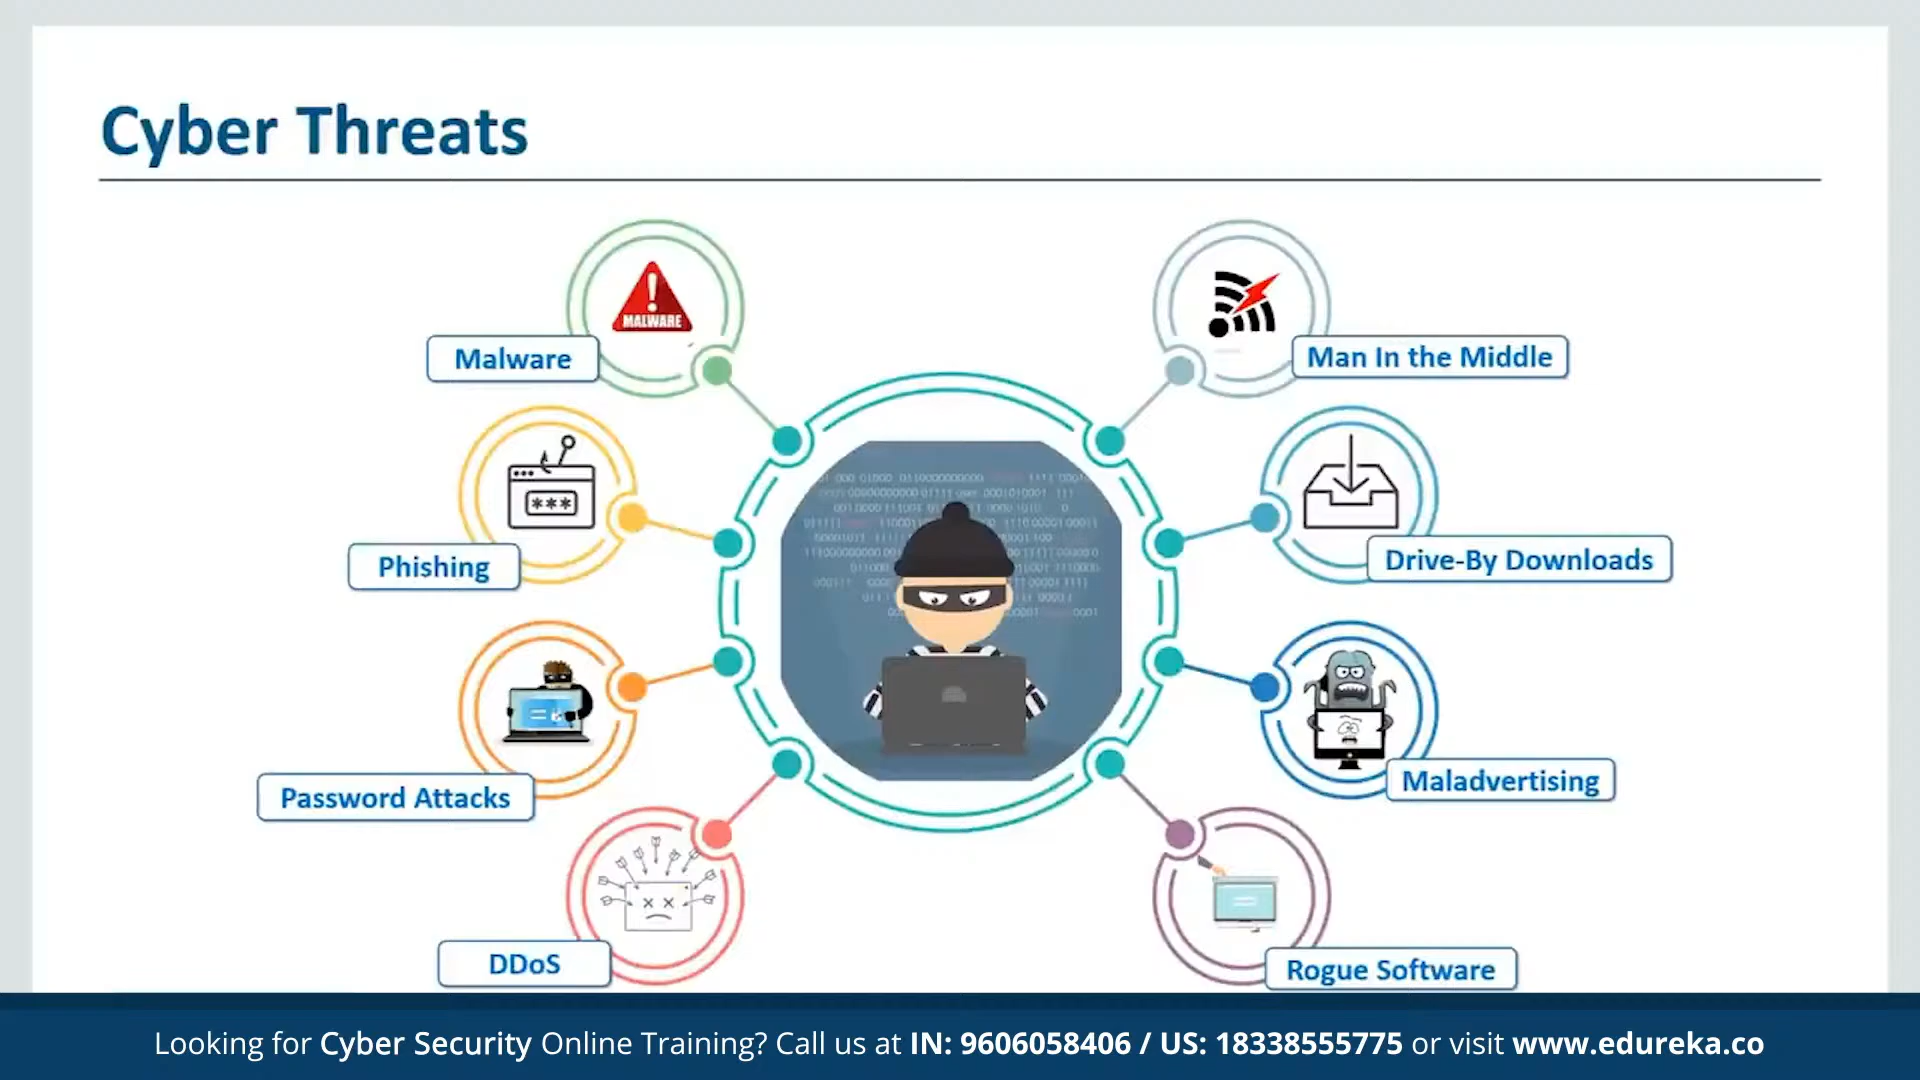 Cyber Threats
MALWARE
Malware
Man In the Middle
***
Phishing
Drive-By Downloads
Password Attacks
Maladvertising
DDoS
Rogue Software
Looking for Cyber Security Online Training? Call us at IN: 9606058406 / US: 18338555775 or visit www.edureka.co